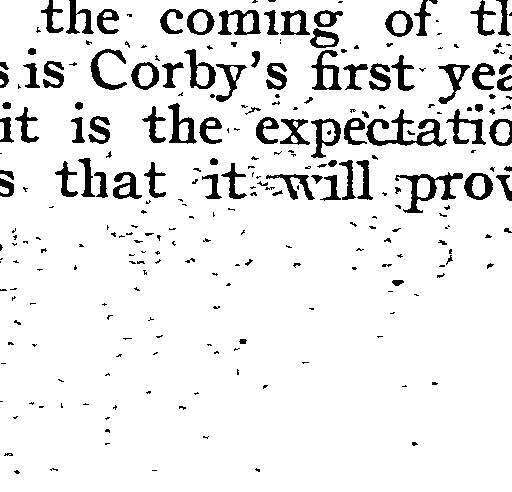 the coming of th
s is Corby's first yea
it is the expectatio
s that it will prov